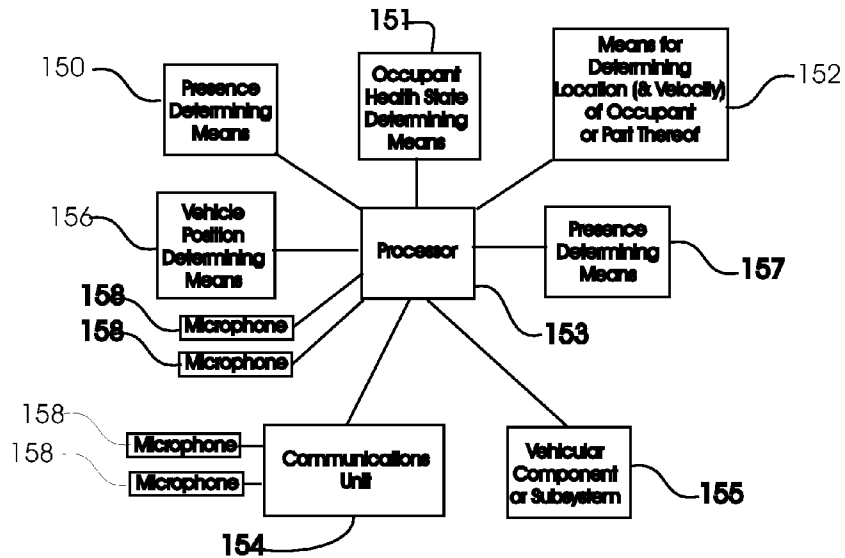 151
150
Presence
Determining
Means
Occupant
Health State
Determining
Means
Means for
Determining
Location (& Velocity)
of Occupant
or Part Thereof
152
156
Vehicle
Position
Determining
Means
Processor
Presence
Determining
Means
157
158
Microphone
153
158
Microphone
158
Microphone
158
Microphone
Communications
Unit
154
Vehicular
Component
or Subsystem
155